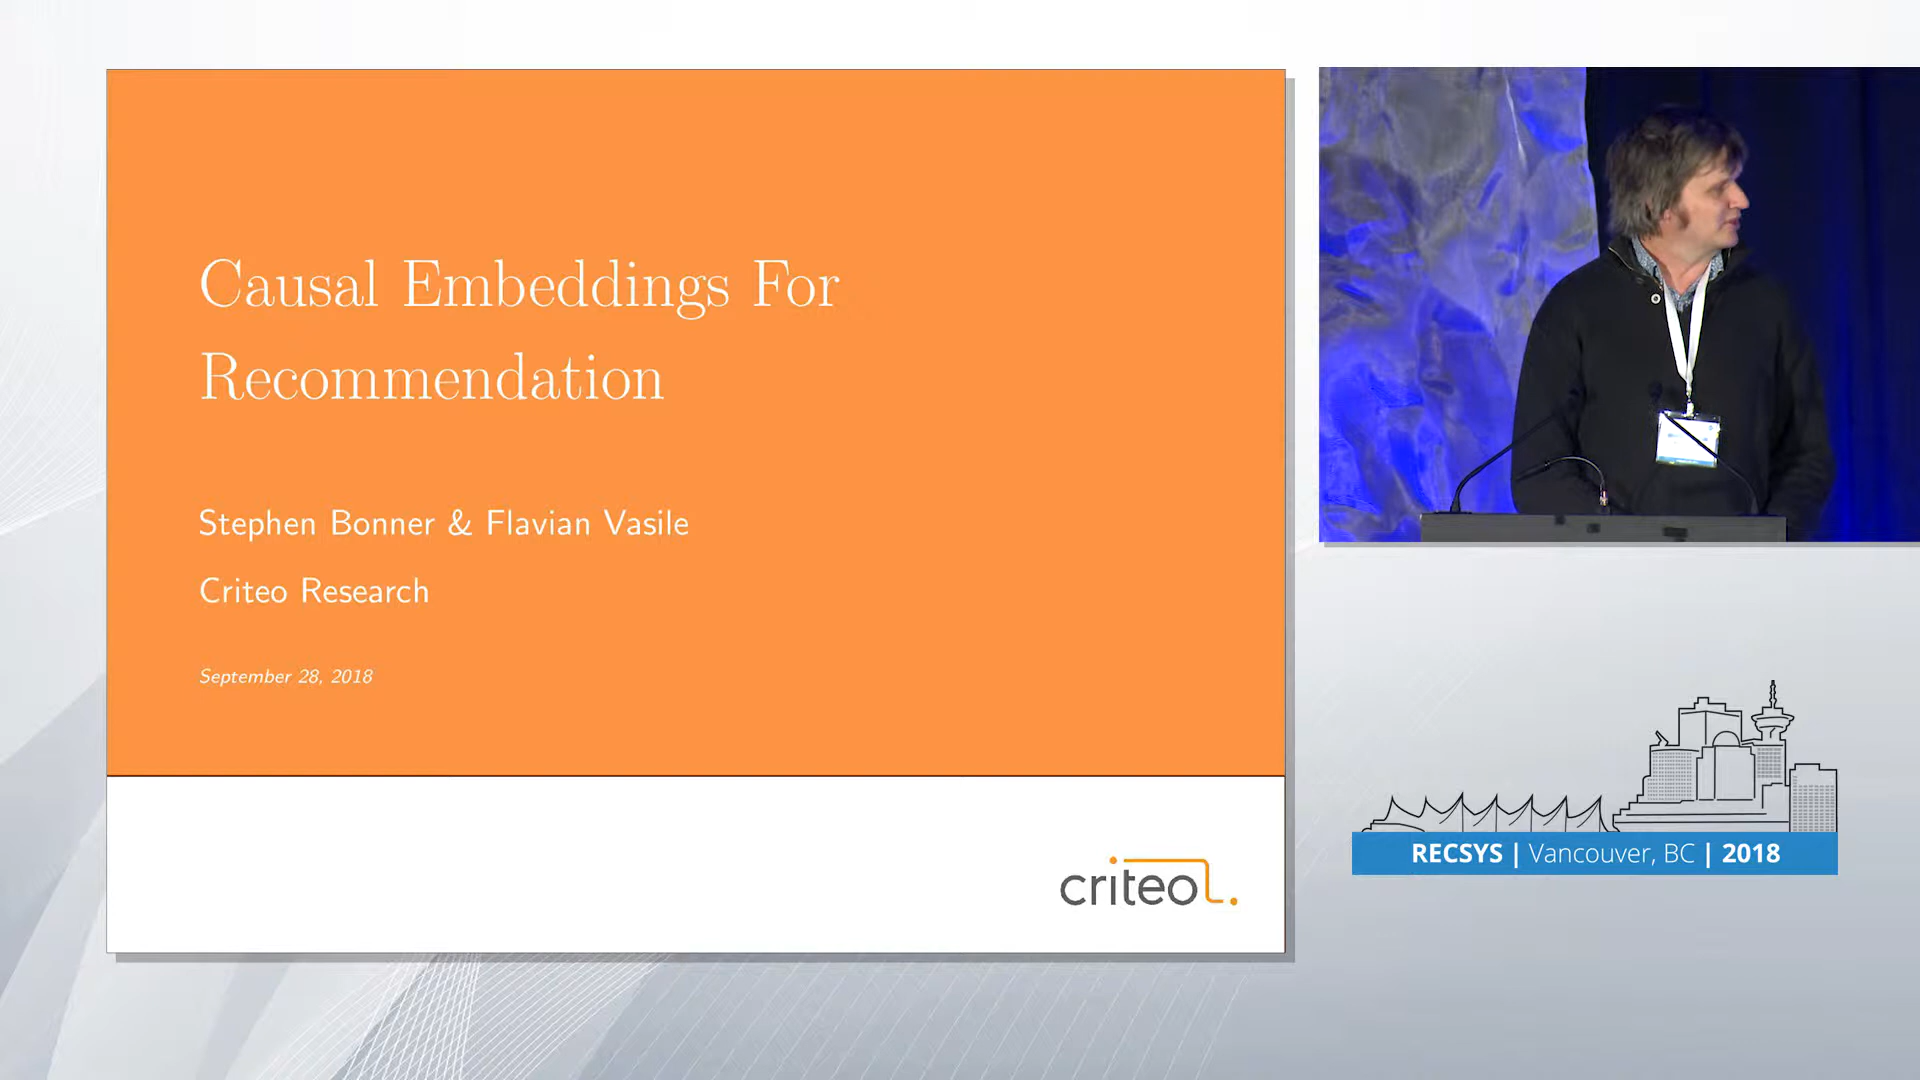 Causal Embeddings For
Recommendation
Stephen Bonner & Flavian Vasile
Criteo Research
September 28, 2018
criteo
RECSYS | Vancouver, BC | 2018